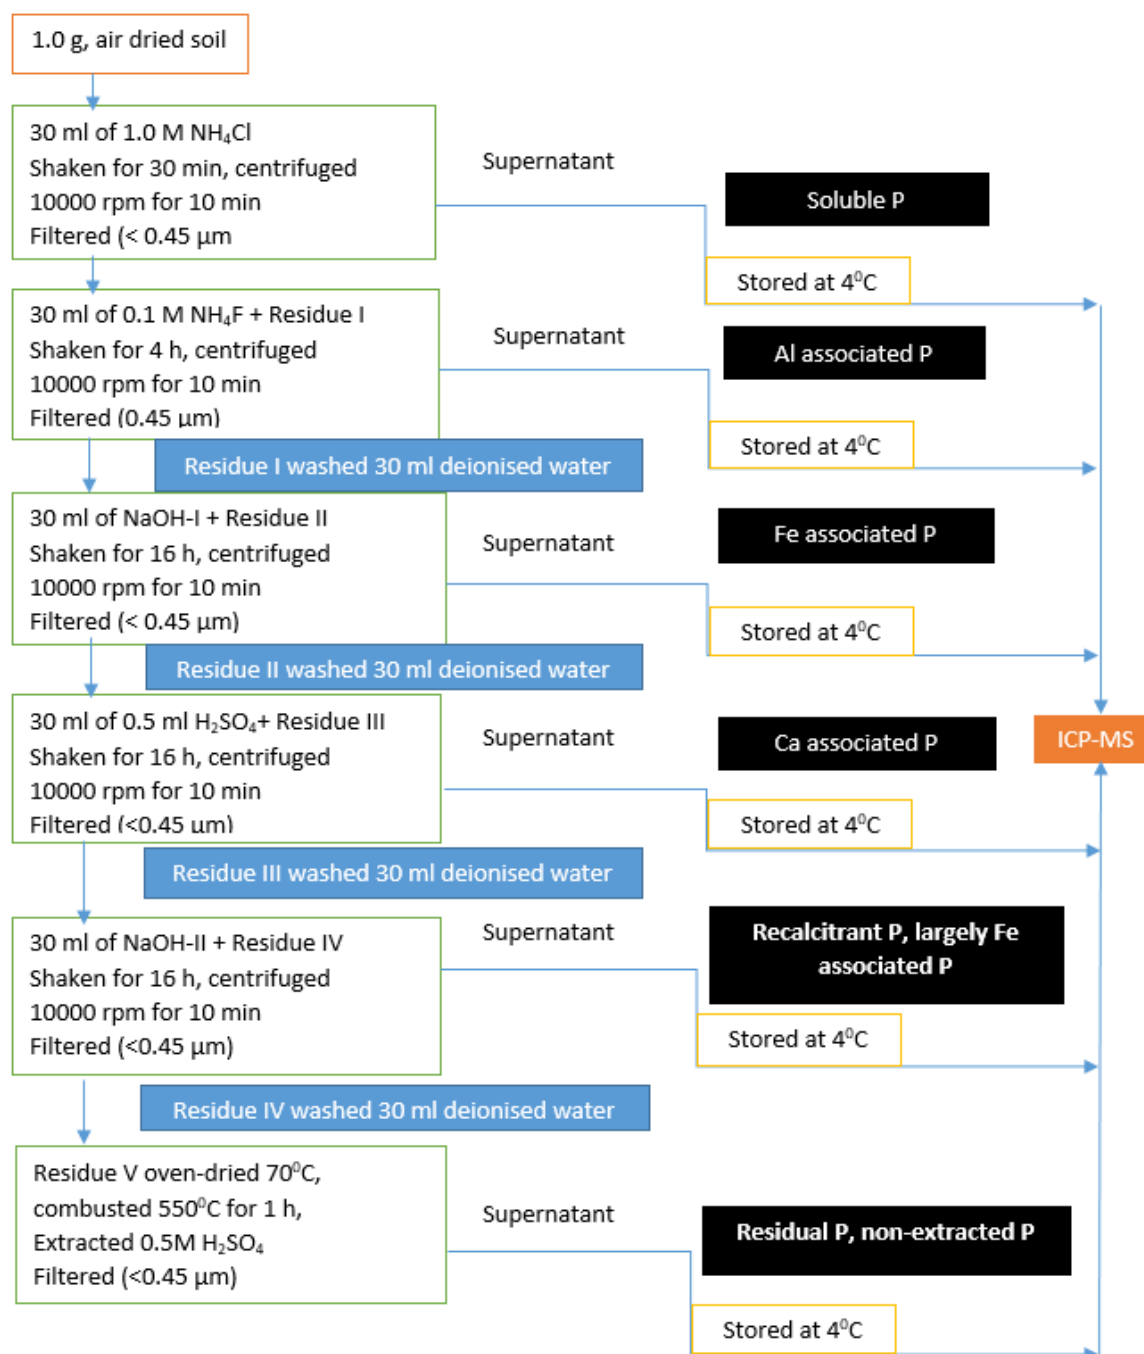 1.0 g, air dried soil
30 ml of 1.0 M NH₄Cl
Shaken for 30 min, centrifuged
10000 rpm for 10 min
Filtered (< 0.45 µm
Supernatant
Soluble P
Stored at 4⁰C
30 ml of 0.1 M NH₄F + Residue I
Shaken for 4 h, centrifuged
10000 rpm for 10 min
Filtered (0.45 µm)
Supernatant
Al associated P
Stored at 4⁰C
Residue I washed 30 ml deionised water
30 ml of NaOH-I + Residue II
Shaken for 16 h, centrifuged
10000 rpm for 10 min
Filtered (< 0.45 µm)
Supernatant
Fe associated P
Stored at 4⁰C
Residue II washed 30 ml deionised water
30 ml of 0.5 ml H₂SO₄+ Residue III
Shaken for 16 h, centrifuged
10000 rpm for 10 min
Filtered (<0.45 µm)
Supernatant
Ca associated P
ICP-MS
Stored at 4⁰C
Residue III washed 30 ml deionised water
30 ml of NaOH-II + Residue IV
Shaken for 16 h, centrifuged
10000 rpm for 10 min
Filtered (<0.45 µm)
Supernatant
Recalcitrant P, largely Fe
associated P
Stored at 4⁰C
Residue IV washed 30 ml deionised water
Residue V oven-dried 70⁰C,
combusted 550⁰C for 1 h,
Extracted 0.5M H₂SO₄
Filtered (<0.45 µm)
Supernatant
Residual P, non-extracted P
Stored at 4⁰C